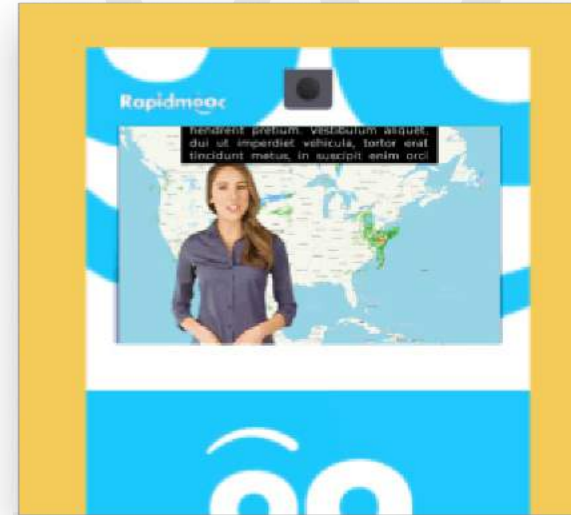 Rapidmooc
hendrerit pretium. Vestibulum aliquet,
dui ut imperdiet vehicula, tortor erat
tincidunt metus, in suscipit enim orci